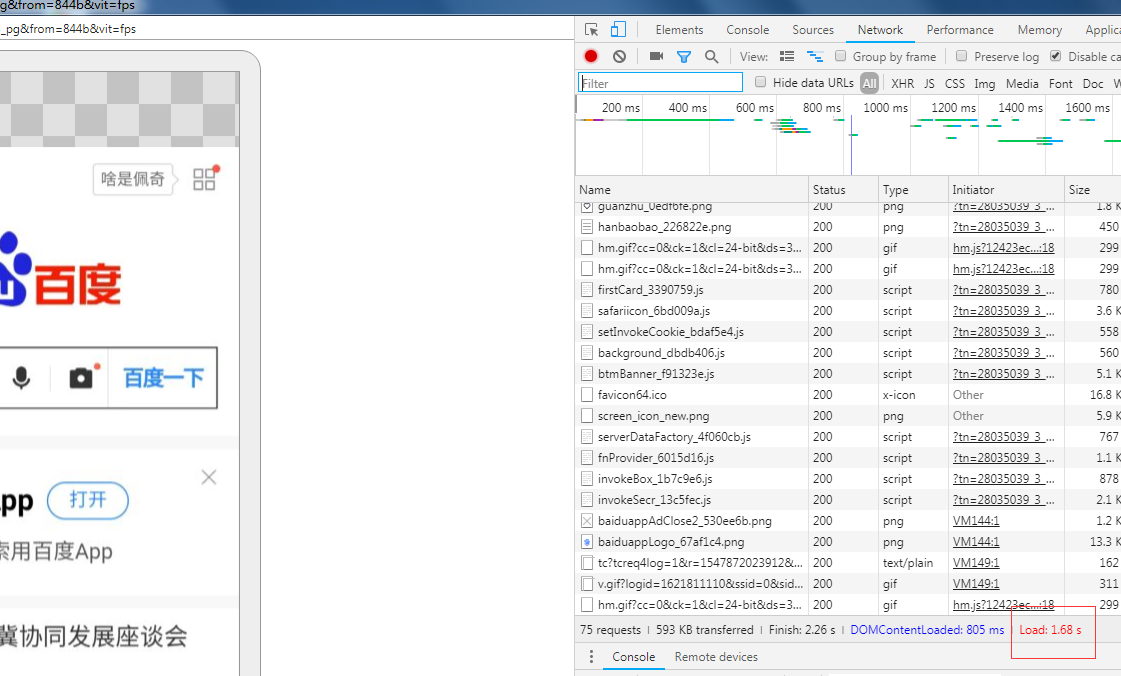 g&from=844b&vit=fps
_pg&from=844b&vit=fps
啥是佩奇
百度
百度一下
App
打开
索用百度App
冀协同发展座谈会
Elements Console Sources Network Performance Memory Applic
View: Group by frame Preserve log Disable ca
Filter Hide data URLs All XHR JS CSS Img Media Font Doc W
200 ms 400 ms 600 ms 800 ms 1000 ms 1200 ms 1400 ms 1600 ms
Name Status Type Initiator Size
guanzhu_0edf6fe.png 200 png ?tn=28035039_3_... 1.8 K
hanbaobao_226822e.png 200 png ?tn=28035039_3_... 450
hm.gif?cc=0&ck=1&cl=24-bit&ds=3... 200 gif hm.js?12423ec...:18 299
hm.gif?cc=0&ck=1&cl=24-bit&ds=3... 200 gif hm.js?12423ec...:18 299
firstCard_3390759.js 200 script ?tn=28035039_3_... 780
safariicon_6bd009a.js 200 script ?tn=28035039_3_... 3.6 K
setInvokeCookie_bdaf5e4.js 200 script ?tn=28035039_3_... 558
background_dbdb406.js 200 script ?tn=28035039_3_... 560
btmBanner_f91323e.js 200 script ?tn=28035039_3_... 5.1 K
favicon64.ico 200 x-icon Other 16.8 K
screen_icon_new.png 200 png Other 5.9 K
serverDataFactory_4f060cb.js 200 script ?tn=28035039_3_... 767
fnProvider_6015d16.js 200 script ?tn=28035039_3_... 1.1 K
invokeBox_1b7c9e6.js 200 script ?tn=28035039_3_... 878
invokeSecr_13c5fec.js 200 script ?tn=28035039_3_... 2.1 K
baiduappAdClose2_530ee6b.png 200 png VM144:1 1.2 K
baiduappLogo_67af1c4.png 200 png VM144:1 13.3 K
tc?tcreq4log=1&r=1547872023912&... 200 text/plain VM149:1 162
v.gif?logid=1621811110&ssid=0&sid... 200 gif VM149:1 311
hm.gif?cc=0&ck=1&cl=24-bit&ds=3... 200 gif hm.js?12423ec...:18 299
75 requests | 593 KB transferred | Finish: 2.26 s | DOMContentLoaded: 805 ms | Load: 1.68 s
Console Remote devices